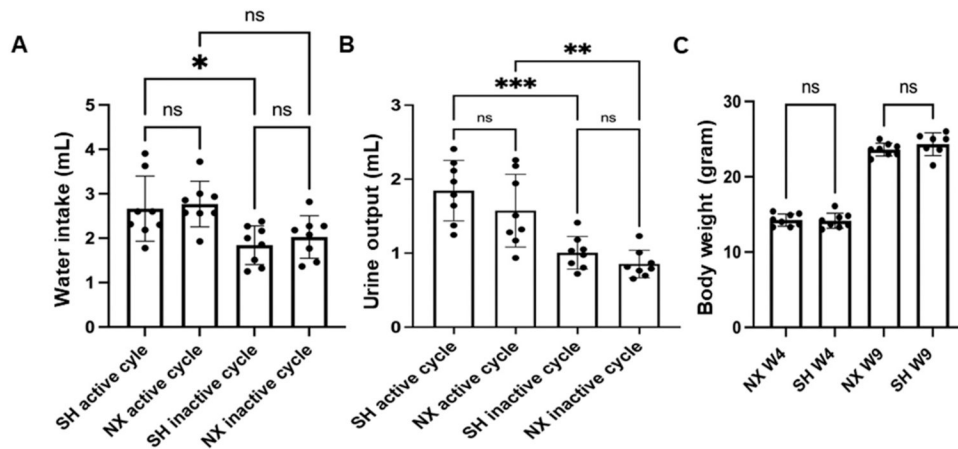 A
ns
*
ns
ns
Water intake (mL)
5
4
3
2
1
0
SH active cyle
NX active cycle
SH inactive cycle
NX inactive cycle
B
**
***
ns
ns
Urine output (mL)
3
2
1
0
SH active cycle
NX active cycle
SH inactive cycle
NX inactive cycle
C
ns
ns
Body weight (gram)
30
20
10
0
NX W4
SH W4
NX W9
SH W9